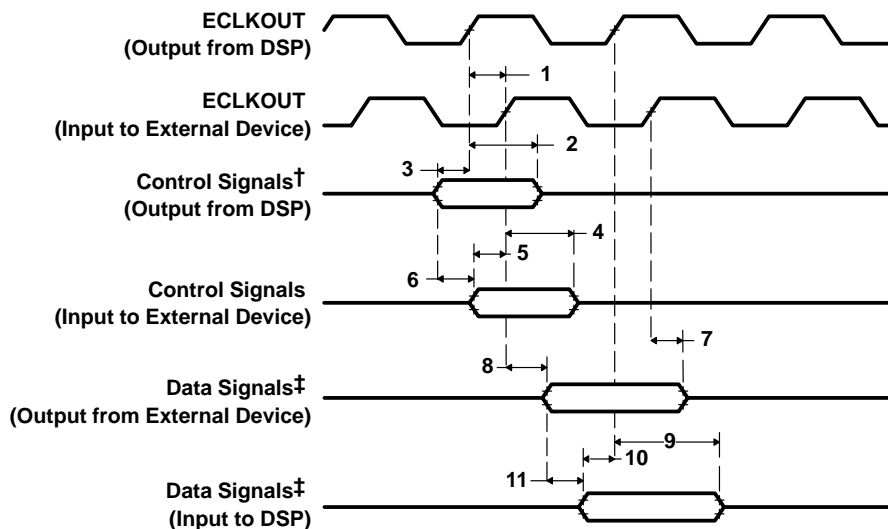 ECLKOUT
(Output from DSP)
1
ECLKOUT
(Input to External Device)
2
3
Control Signals†
(Output from DSP)
4
5
6
Control Signals
(Input to External Device)
7
8
Data Signals‡
(Output from External Device)
9
10
11
Data Signals‡
(Input to DSP)